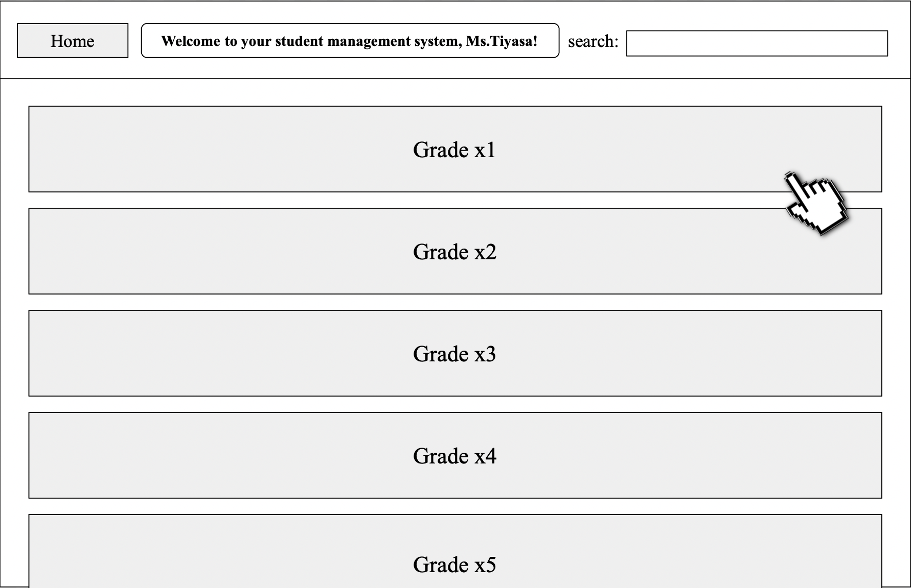 Home
Welcome to your student management system, Ms.Tiyasa!
search:
Grade x1
Grade x2
Grade x3
Grade x4
Grade x5